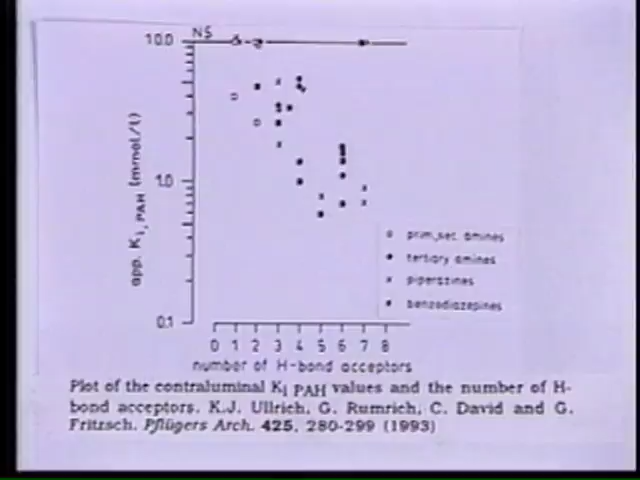 NS
10.0
1.0
0.1
app. Ki, PAH (mmol/l)
prim, sec. amines
tertiary amines
piperazines
benzodiazepines
0 1 2 3 4 5 6 7 8
number of H-bond acceptors
Plot of the contraluminal Ki PAH values and the number of H-
bond acceptors. K.J. Ullrich, G. Rumrich, C. David and G.
Fritzsch. Pflügers Arch. 425, 280-299 (1993)